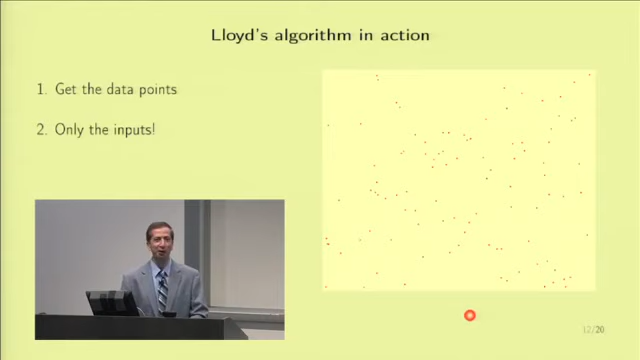 Lloyd's algorithm in action
1. Get the data points
2. Only the inputs!
12/20